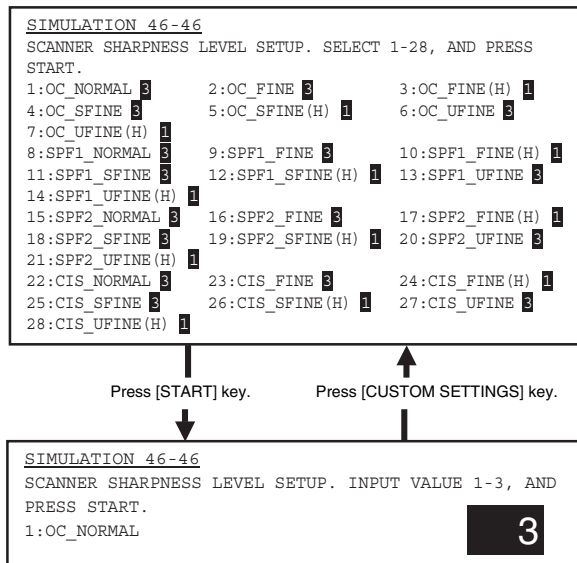 SIMULATION 46-46
SCANNER SHARPNESS LEVEL SETUP. SELECT 1-28, AND PRESS
START.
1:OC_NORMAL 3 2:OC_FINE 3 3:OC_FINE(H) 1
4:OC_SFINE 3 5:OC_SFINE(H) 1 6:OC_UFINE 3
7:OC_UFINE(H) 1
8:SPF1_NORMAL 3 9:SPF1_FINE 3 10:SPF1_FINE(H) 1
11:SPF1_SFINE 3 12:SPF1_SFINE(H) 1 13:SPF1_UFINE 3
14:SPF1_UFINE(H) 1
15:SPF2_NORMAL 3 16:SPF2_FINE 3 17:SPF2_FINE(H) 1
18:SPF2_SFINE 3 19:SPF2_SFINE(H) 1 20:SPF2_UFINE 3
21:SPF2_UFINE(H) 1
22:CIS_NORMAL 3 23:CIS_FINE 3 24:CIS_FINE(H) 1
25:CIS_SFINE 3 26:CIS_SFINE(H) 1 27:CIS_UFINE 3
28:CIS_UFINE(H) 1
Press [START] key. Press [CUSTOM SETTINGS] key.
SIMULATION 46-46
SCANNER SHARPNESS LEVEL SETUP. INPUT VALUE 1-3, AND
PRESS START.
1:OC_NORMAL 3